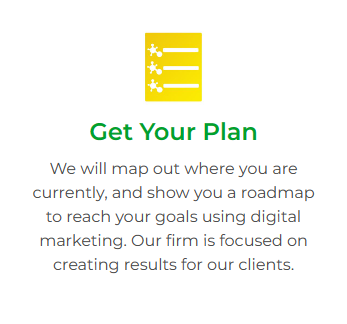 Get Your Plan
We will map out where you are
currently, and show you a roadmap
to reach your goals using digital
marketing. Our firm is focused on
creating results for our clients.